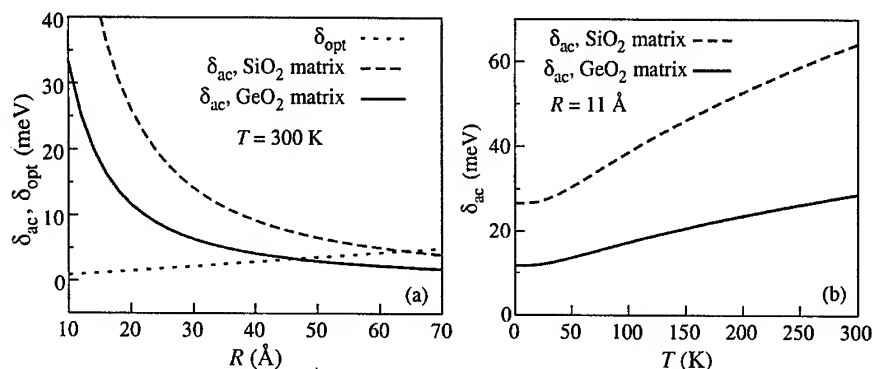 40
30
20
10
0
δac, δopt (meV)
δopt
δac, SiO2 matrix
δac, GeO2 matrix
T = 300 K
(a)
10 20 30 40 50 60 70
R (Å)
60
40
20
0
δac (meV)
δac, SiO2 matrix
δac, GeO2 matrix
R = 11 Å
(b)
0 50 100 150 200 250 300
T (K)